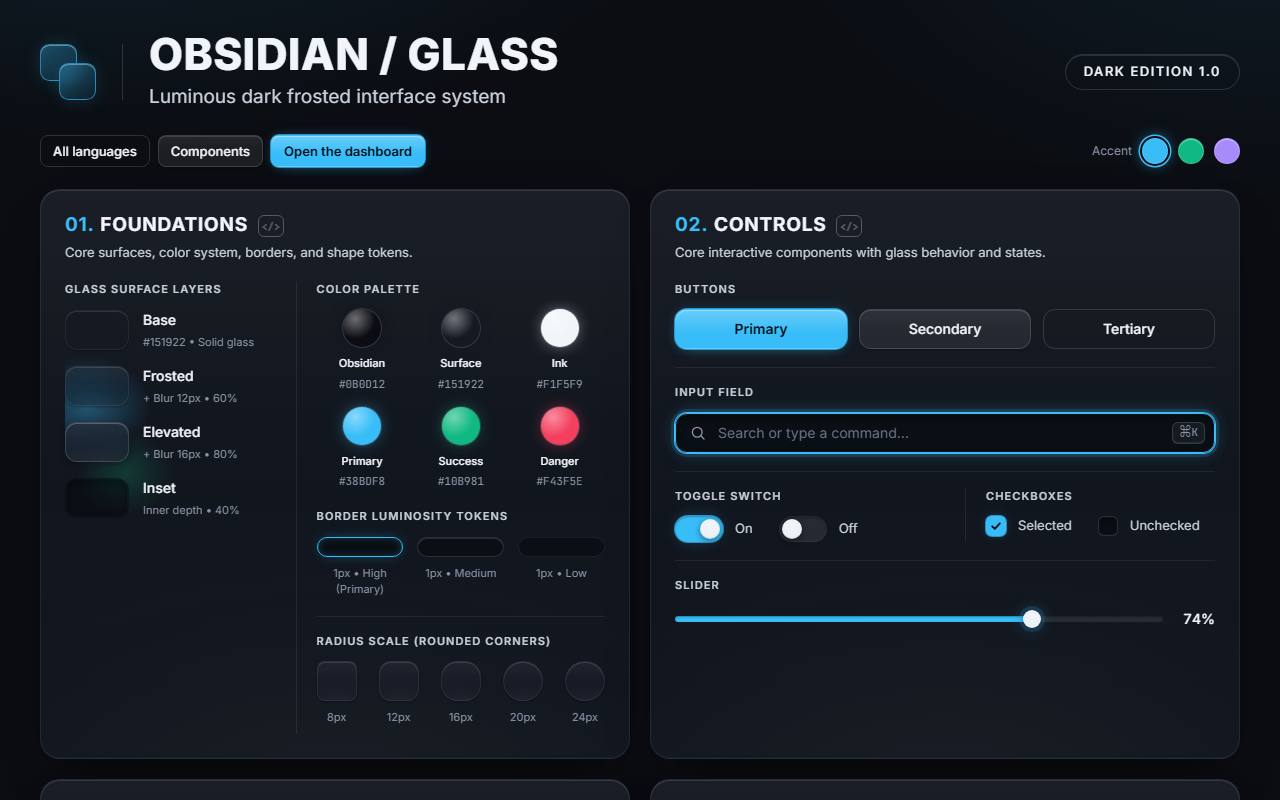 OBSIDIAN / GLASS
Luminous dark frosted interface system
DARK EDITION 1.0
All languages
Components
Open the dashboard
Accent
01. FOUNDATIONS </>
Core surfaces, color system, borders, and shape tokens.
GLASS SURFACE LAYERS
Base
#151922 • Solid glass
Frosted
+ Blur 12px • 60%
Elevated
+ Blur 16px • 80%
Inset
Inner depth • 40%
COLOR PALETTE
Obsidian
#0B0D12
Surface
#151922
Ink
#F1F5F9
Primary
#38BDF8
Success
#10B981
Danger
#F43F5E
BORDER LUMINOSITY TOKENS
1px • High
(Primary)
1px • Medium
1px • Low
RADIUS SCALE (ROUNDED CORNERS)
8px
12px
16px
20px
24px
02. CONTROLS </>
Core interactive components with glass behavior and states.
BUTTONS
Primary
Secondary
Tertiary
INPUT FIELD
Search or type a command...
⌘K
TOGGLE SWITCH
On
Off
CHECKBOXES
Selected
Unchecked
SLIDER
74%